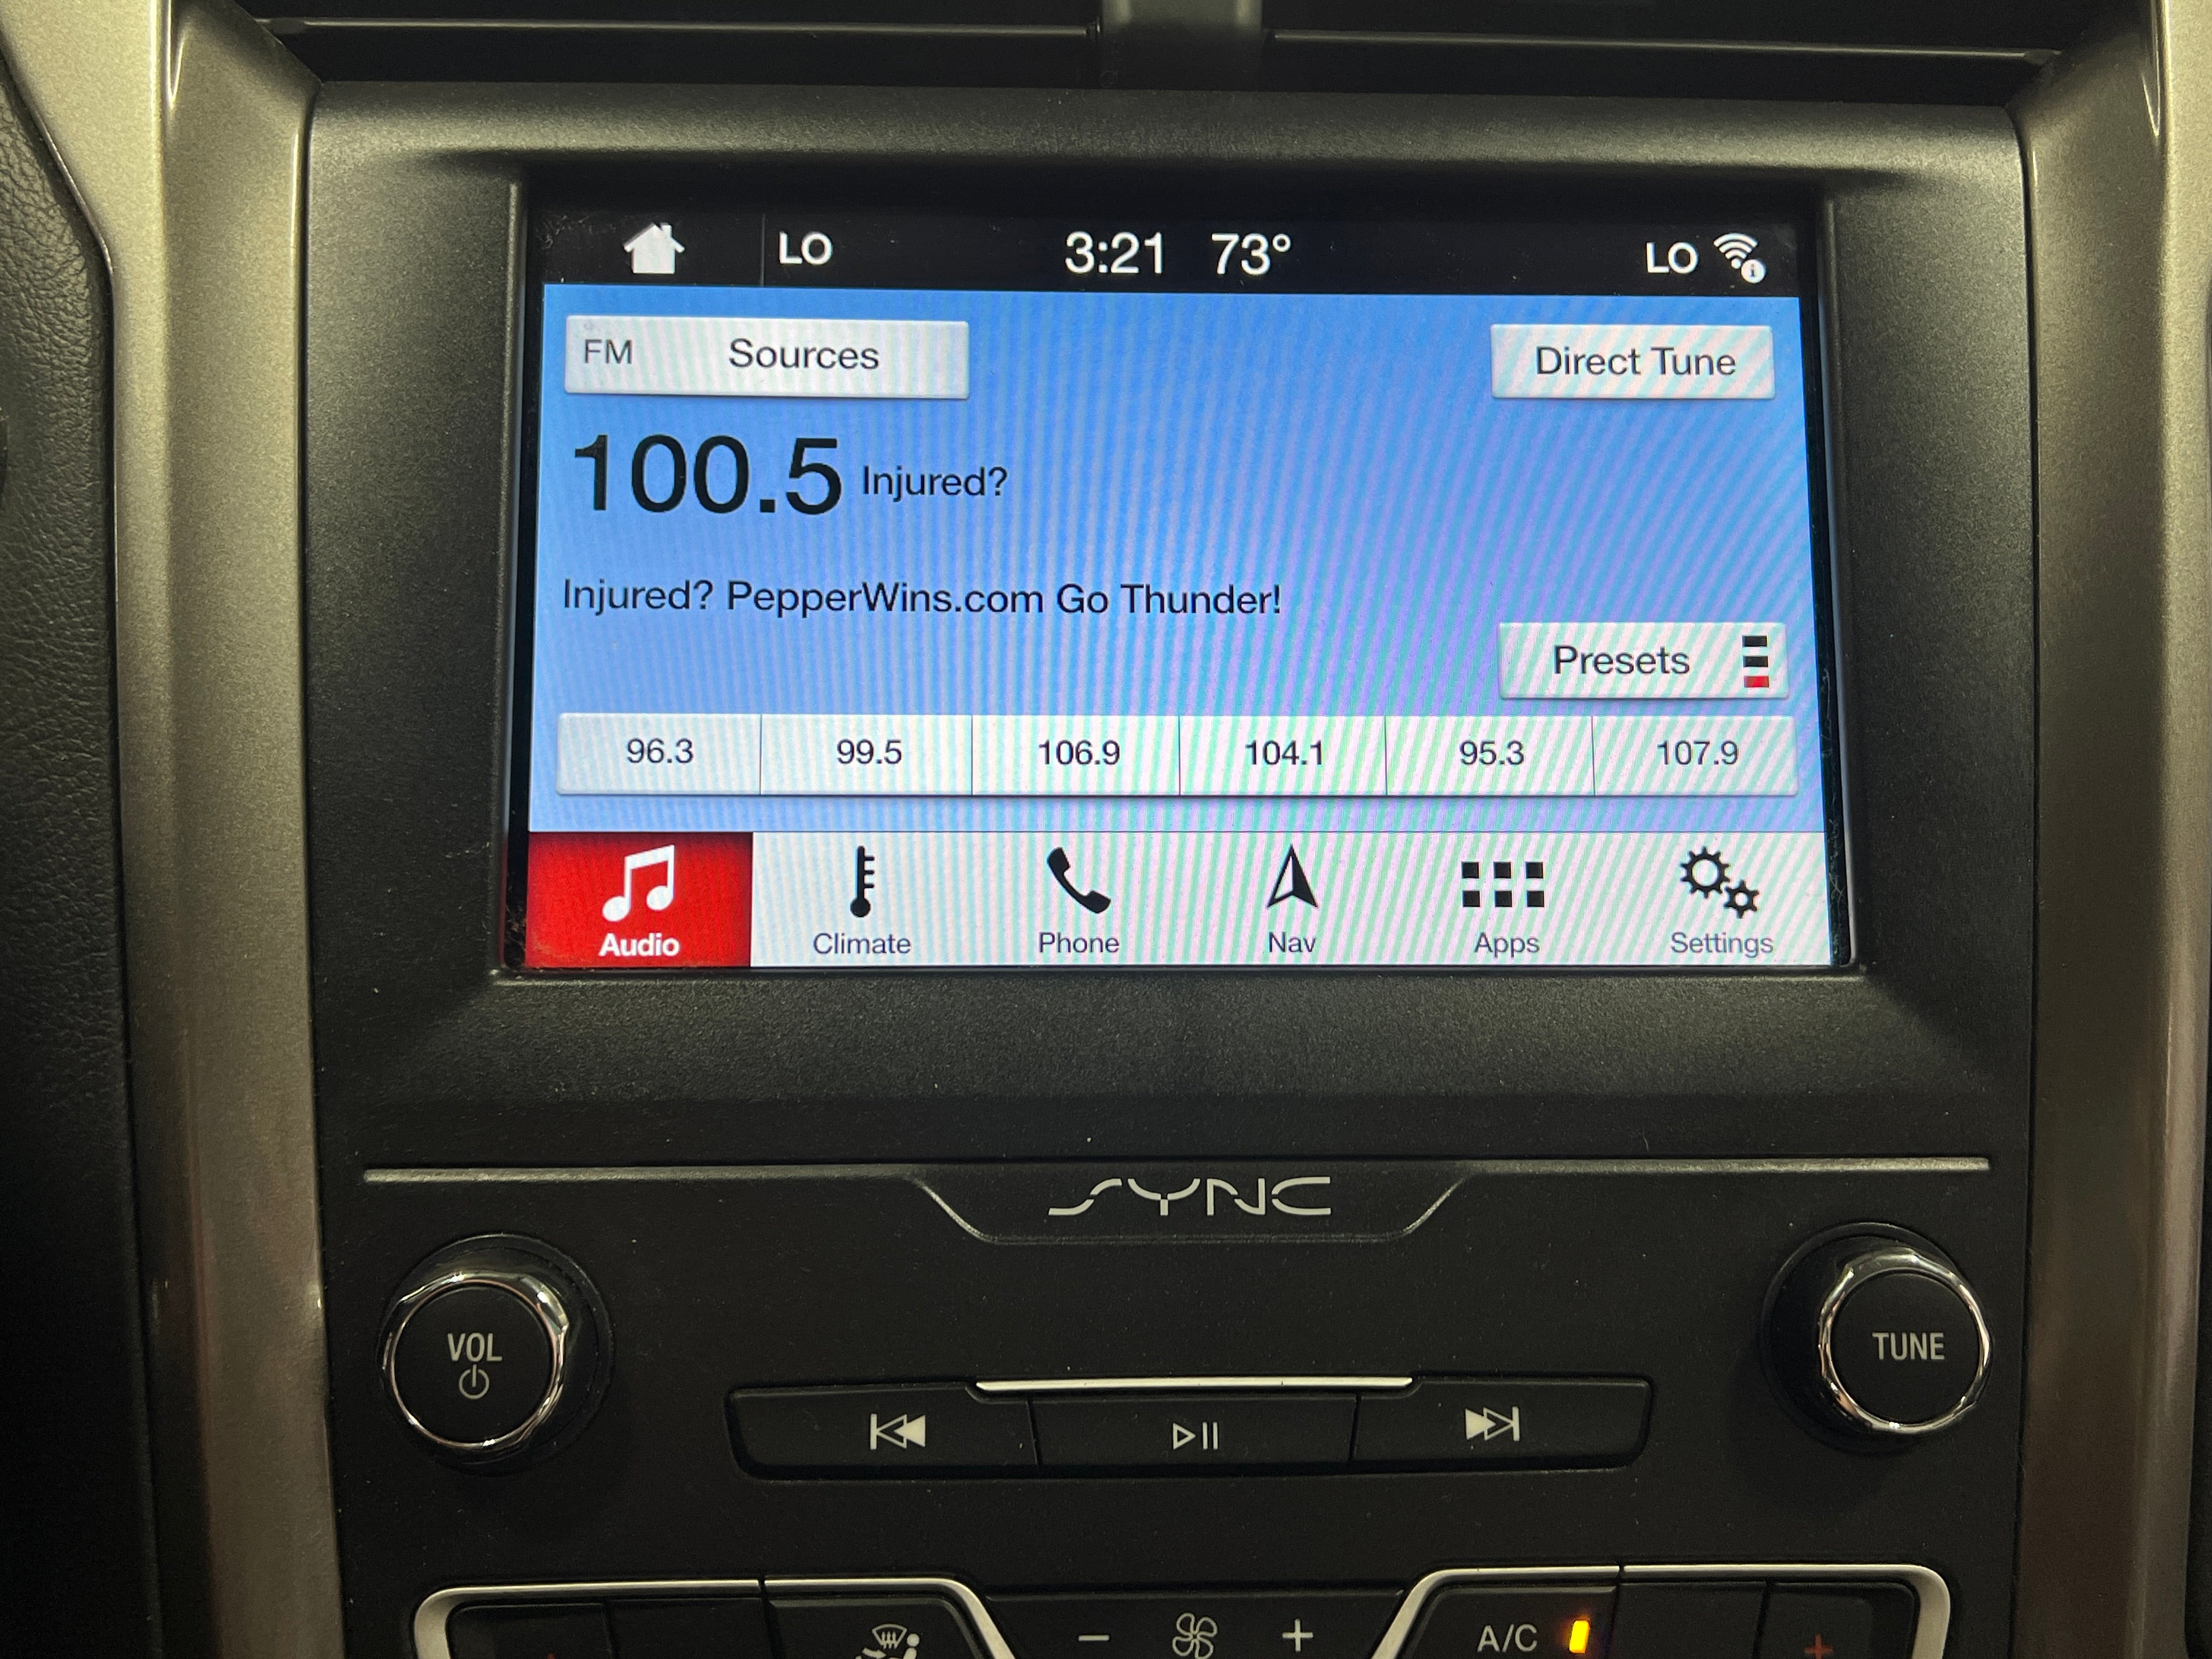 LO 3:21 73° LO
FM Sources Direct Tune
100.5 Injured?
Injured? PepperWins.com Go Thunder!
Presets
96.3 99.5 106.9 104.1 95.3 107.9
Audio Climate Phone Nav Apps Settings
SYNC
VOL TUNE
- + A/C +